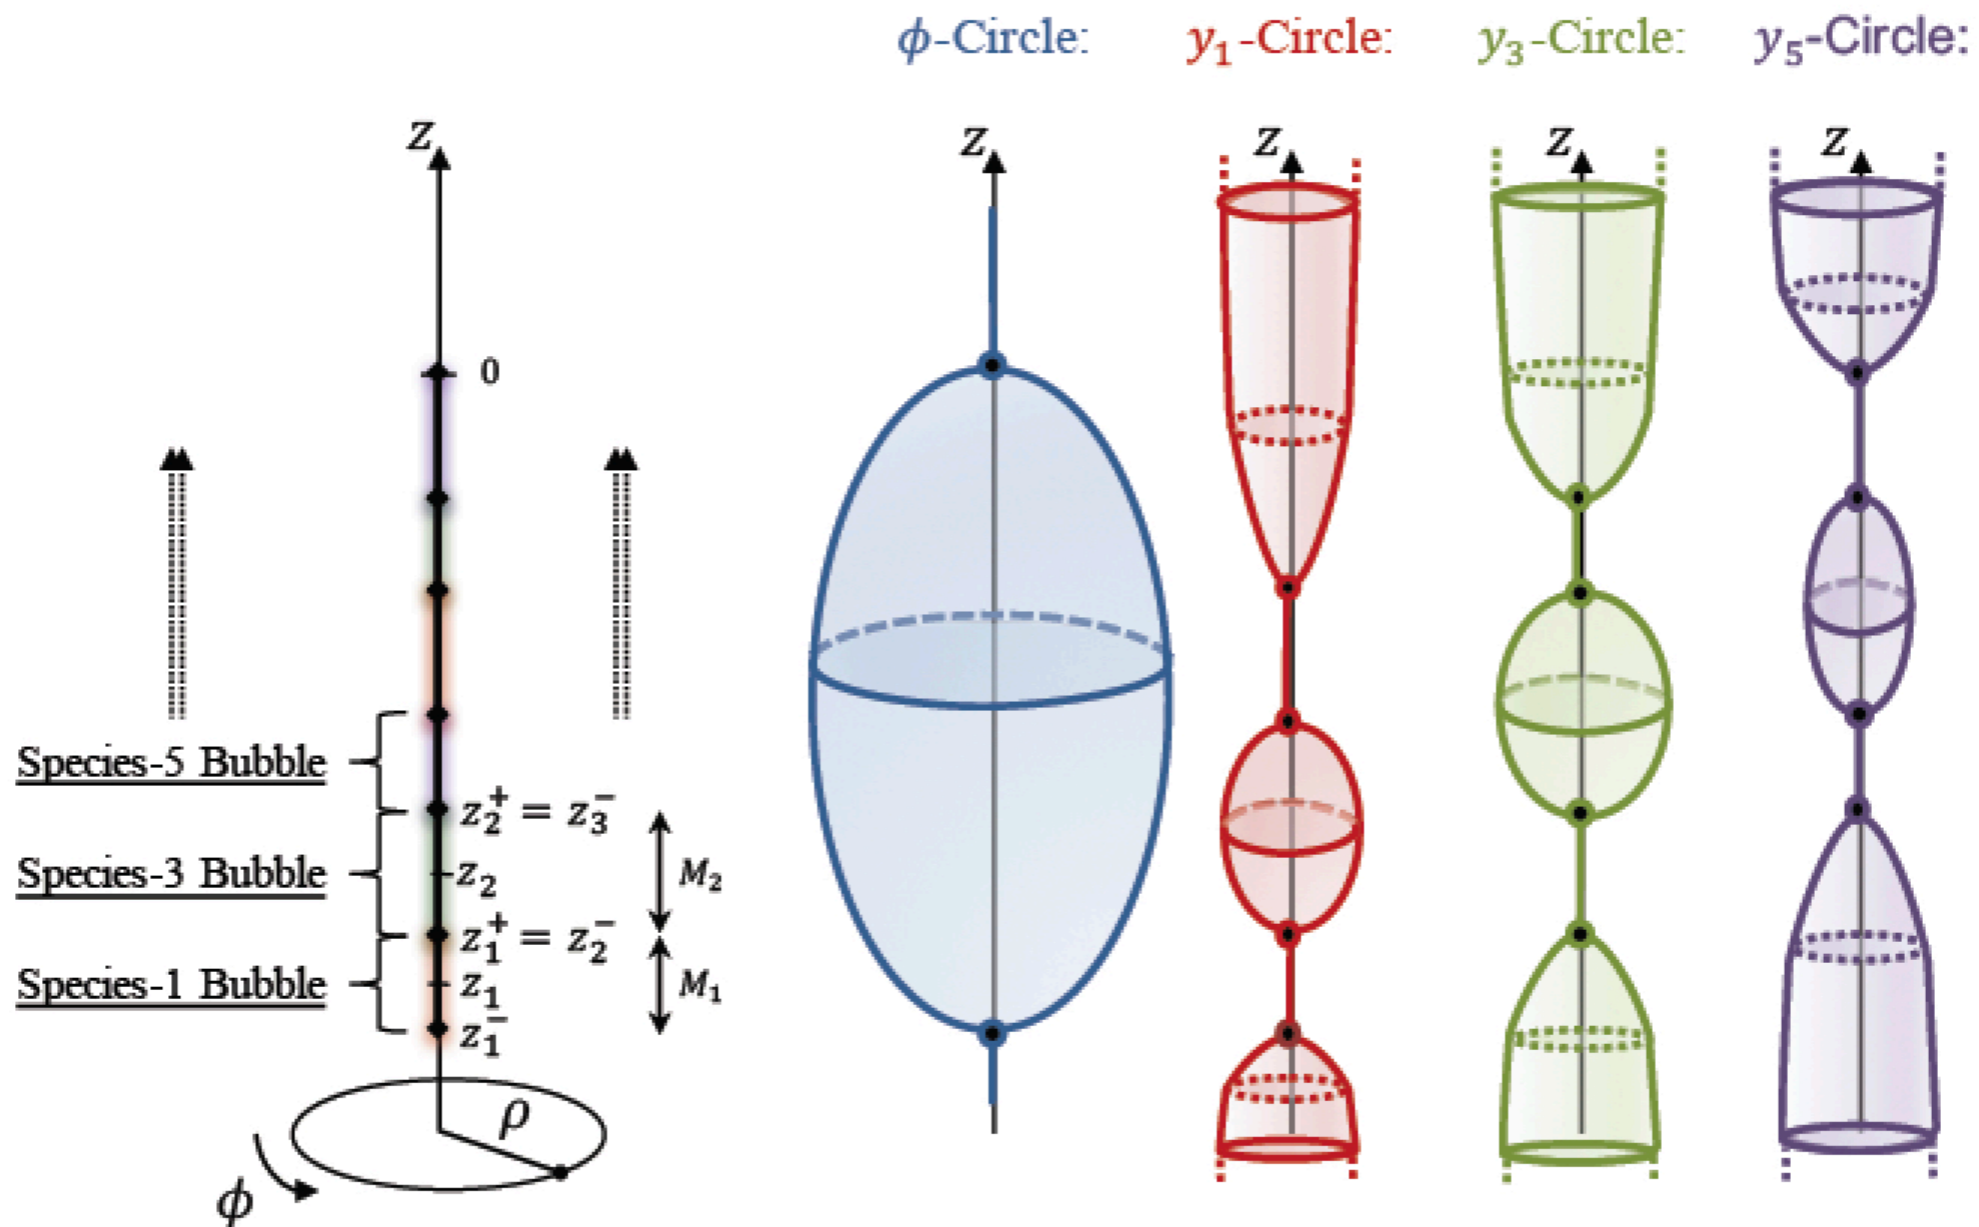 ϕ-Circle:
y₁-Circle:
y₃-Circle:
y₅-Circle:
z
z
z
z
z
0
Species-5 Bubble
z₂⁺ = z₃⁻
Species-3 Bubble
z₂
M₂
z₁⁺ = z₂⁻
Species-1 Bubble
z₁
M₁
z₁⁻
ρ
ϕ